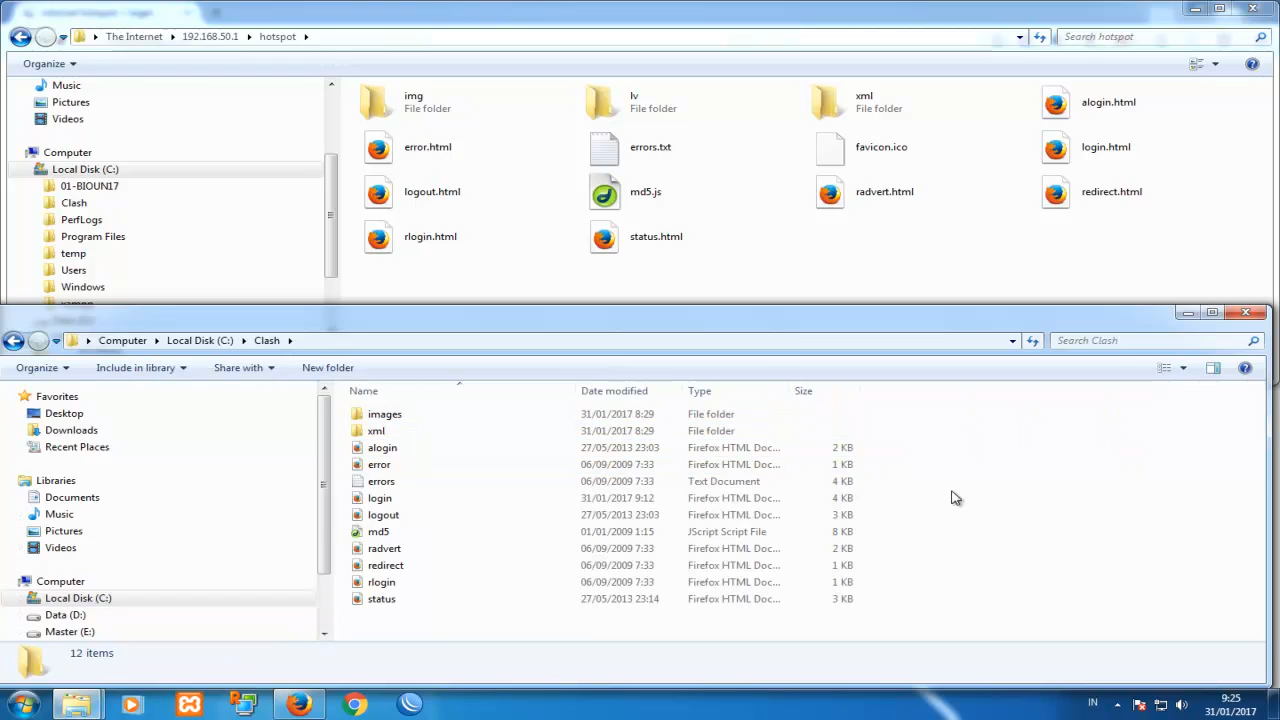 The Internet ▸ 192.168.50.1 ▸ hotspot ▸
Search hotspot
Organize
Music
Pictures
Videos
Computer
Local Disk (C:)
01-BIOUN17
Clash
PerfLogs
Program Files
temp
Users
Windows
img
File folder
lv
File folder
xml
File folder
alogin.html
error.html
errors.txt
favicon.ico
login.html
logout.html
md5.js
radvert.html
redirect.html
rlogin.html
status.html
Computer ▸ Local Disk (C:) ▸ Clash ▸
Search Clash
Organize Include in library Share with New folder
Favorites
Desktop
Downloads
Recent Places
Libraries
Documents
Music
Pictures
Videos
Computer
Local Disk (C:)
Data (D:)
Master (E:)
Name Date modified Type Size
images 31/01/2017 8:29 File folder
xml 31/01/2017 8:29 File folder
alogin 27/05/2013 23:03 Firefox HTML Doc... 2 KB
error 06/09/2009 7:33 Firefox HTML Doc... 1 KB
errors 06/09/2009 7:33 Text Document 4 KB
login 31/01/2017 9:12 Firefox HTML Doc... 4 KB
logout 27/05/2013 23:03 Firefox HTML Doc... 3 KB
md5 01/01/2009 1:15 JScript Script File 8 KB
radvert 06/09/2009 7:33 Firefox HTML Doc... 2 KB
redirect 06/09/2009 7:33 Firefox HTML Doc... 1 KB
rlogin 06/09/2009 7:33 Firefox HTML Doc... 1 KB
status 27/05/2013 23:14 Firefox HTML Doc... 3 KB
12 items
IN
9:25
31/01/2017